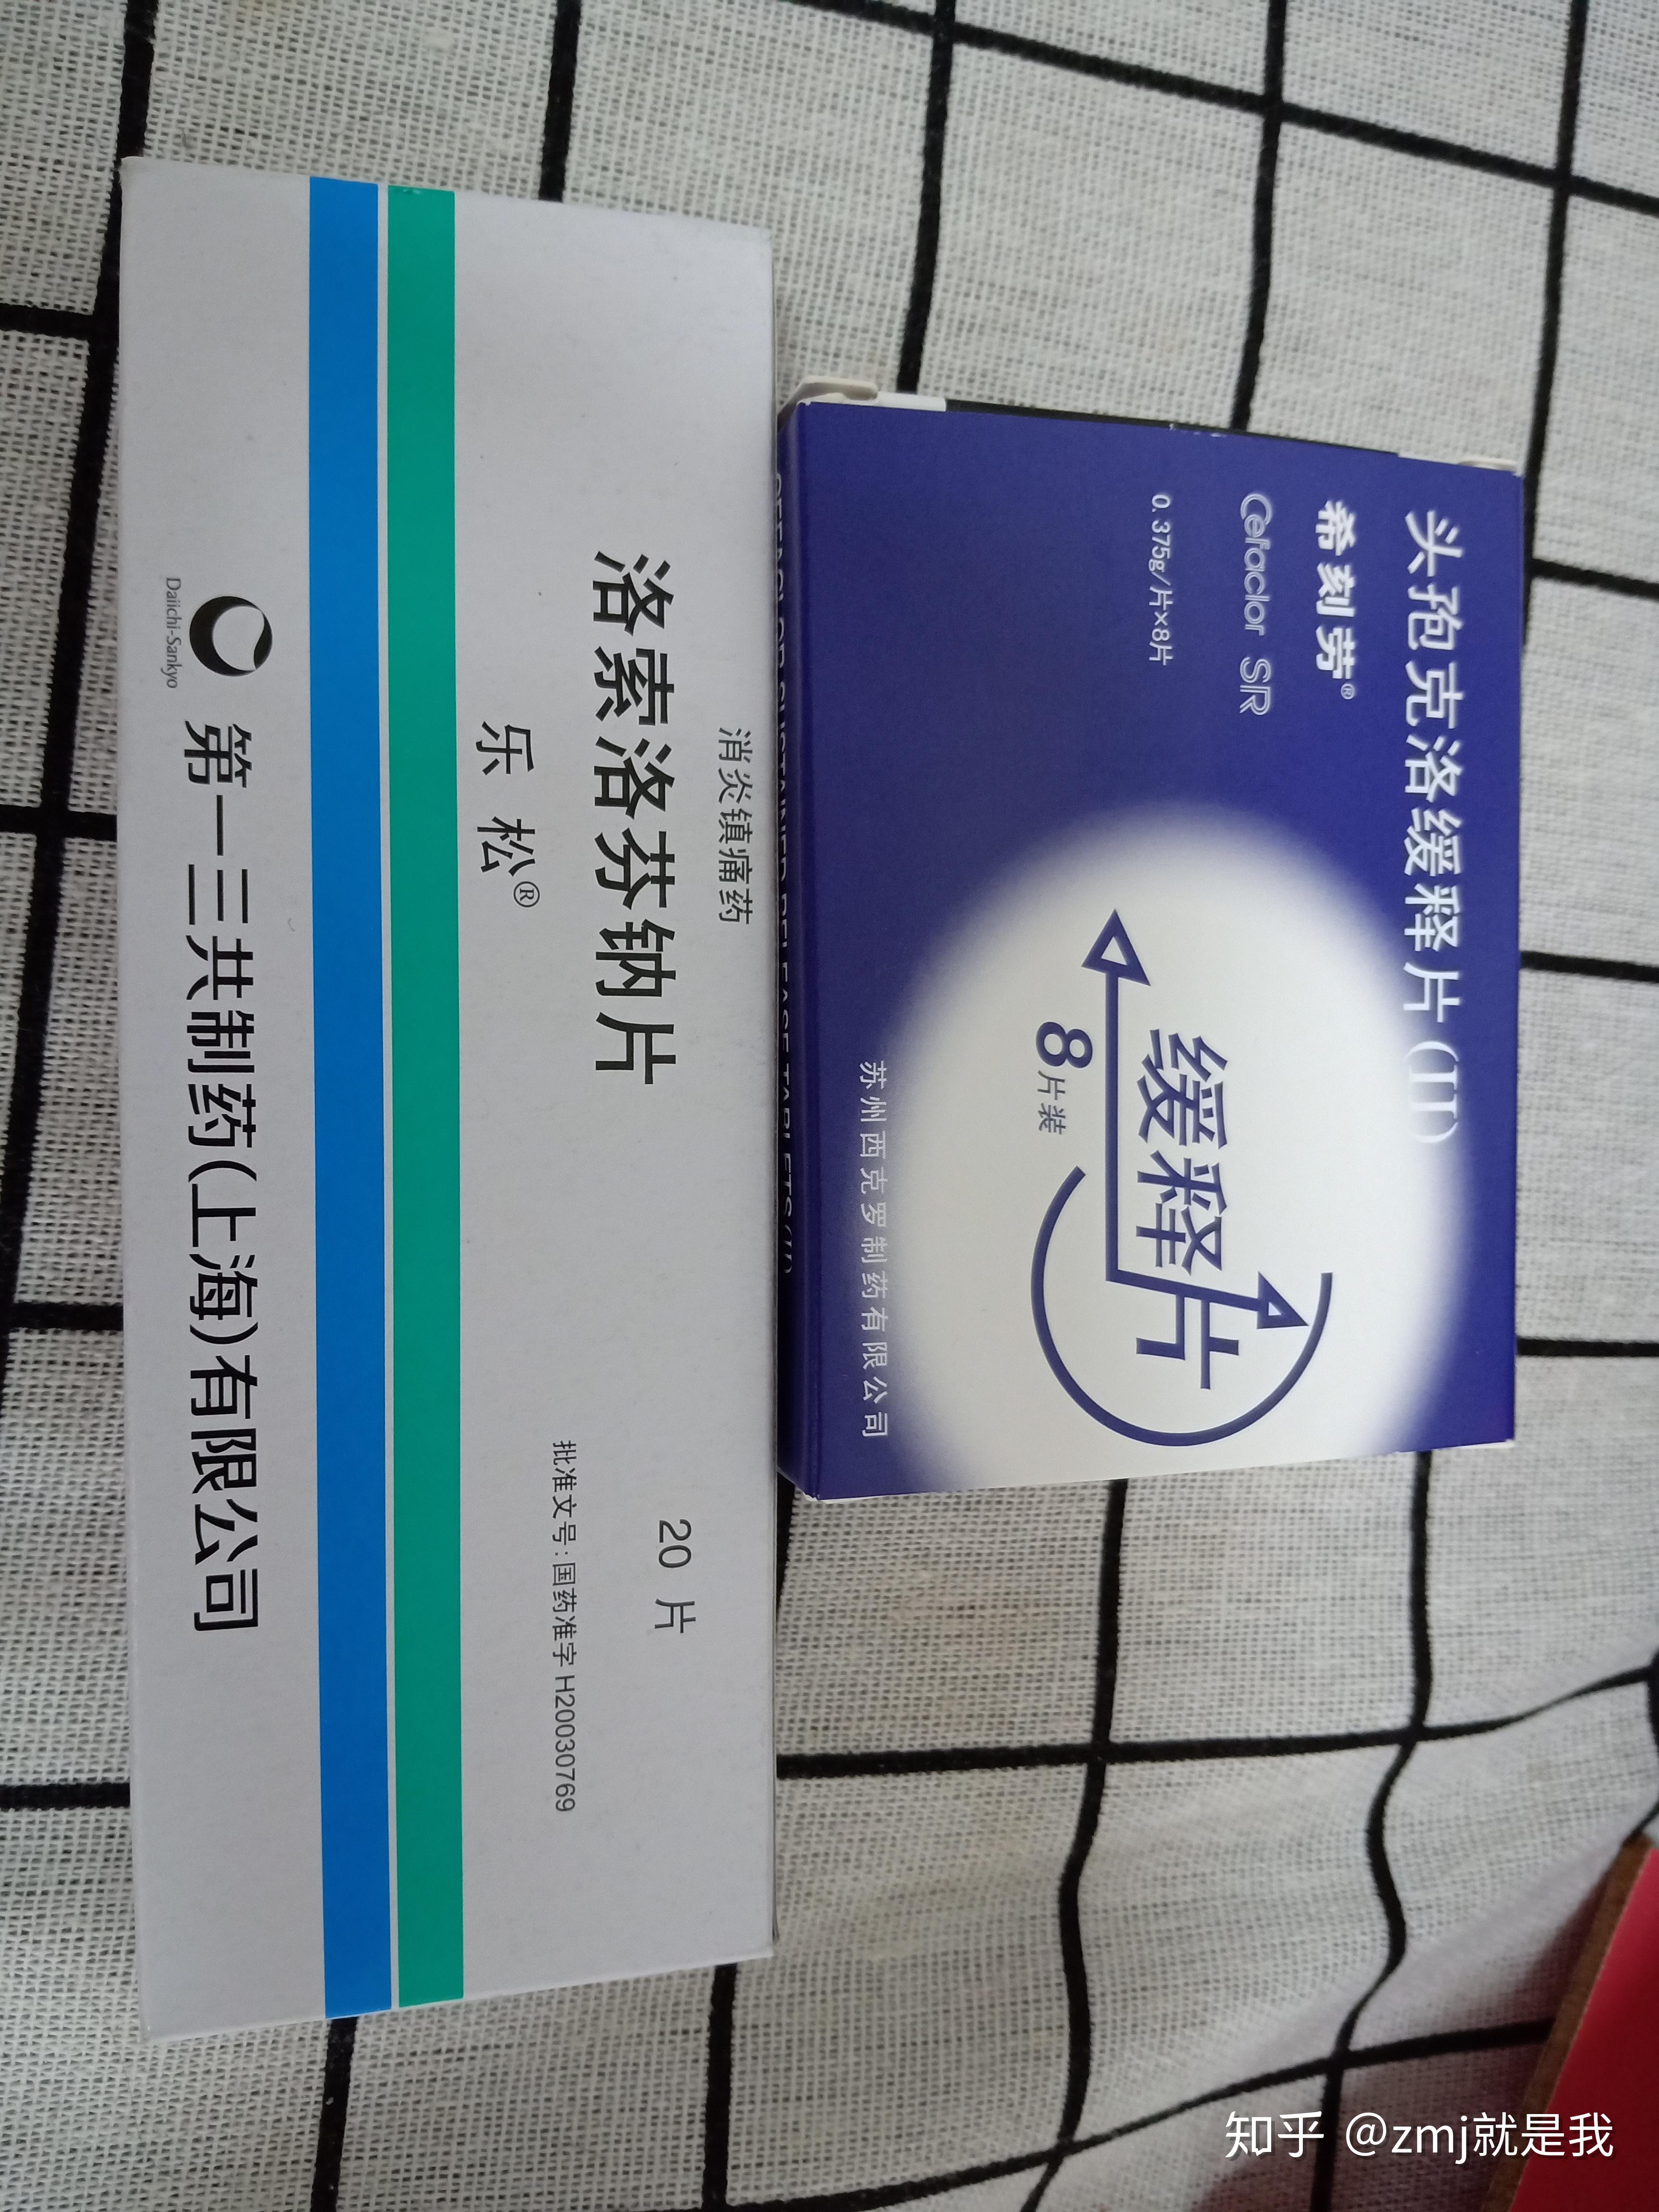 头孢克洛缓释片(II)
希刻劳®
Cefaclor SR
0.375g/片×8片
缓释片
8片装
苏州西克罗制药有限公司
消炎镇痛药
20 片
洛索洛芬钠片
批准文号:国药准字H20030769
乐松®
Daiichi-Sankyo
第一三共制药(上海)有限公司
知乎 @zmj就是我